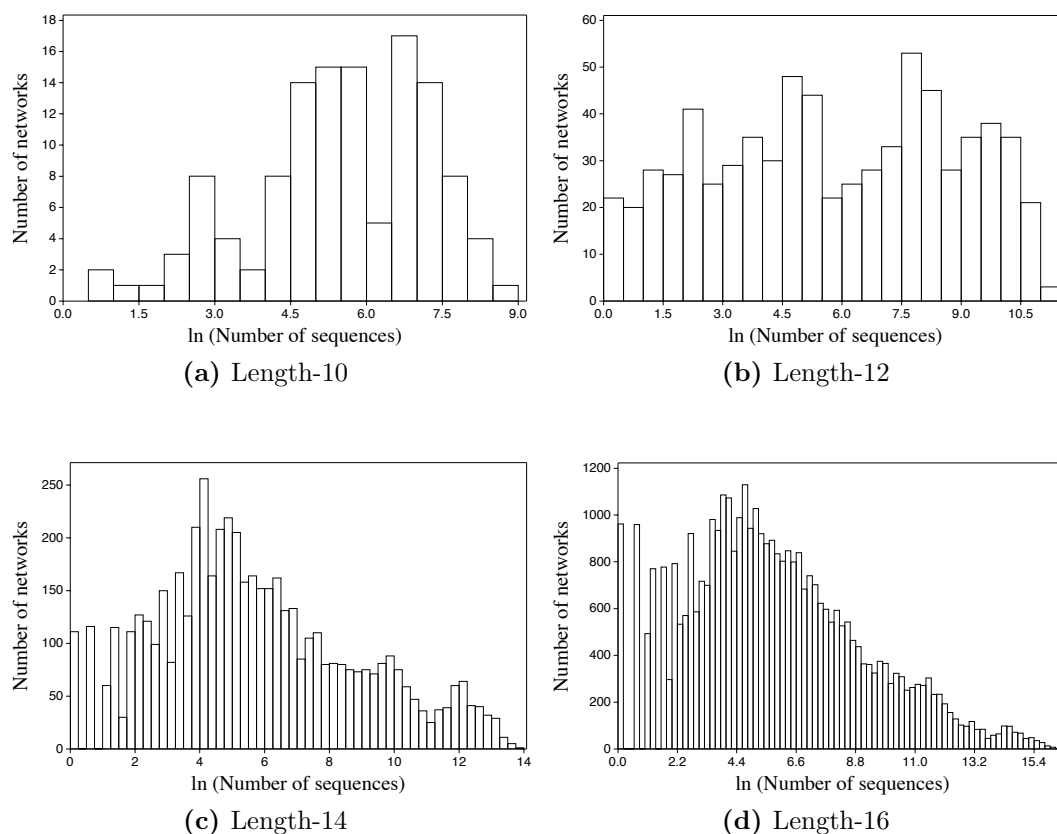 18
16
14
12
10
8
6
4
2
0
Number of networks
0.0 1.5 3.0 4.5 6.0 7.5 9.0
ln (Number of sequences)
(a) Length-10
60
50
40
30
20
10
0
Number of networks
0.0 1.5 3.0 4.5 6.0 7.5 9.0 10.5
ln (Number of sequences)
(b) Length-12
250
200
150
100
50
0
Number of networks
0 2 4 6 8 10 12 14
ln (Number of sequences)
(c) Length-14
1200
1000
800
600
400
200
0
Number of networks
0.0 2.2 4.4 6.6 8.8 11.0 13.2 15.4
ln (Number of sequences)
(d) Length-16